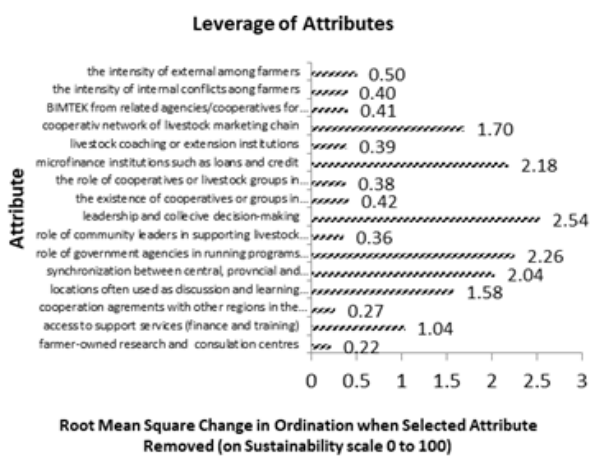 Leverage of Attributes
Attribute
the intensity of external among farmers 0.50
the intensity of internal conflicts aong farmers 0.40
BIMTEK from related agencies/cooperatives for... 0.41
cooperativ network of livestock marketing chain 1.70
livestock coaching or extension institutions 0.39
microfinance institutions such as loans and credit 2.18
the role of cooperatives or livestock groups in... 0.38
the existence of cooperatives or groups in... 0.42
leadership and collecive decision-making 2.54
role of community leaders in supporting livestock... 0.36
role of government agencies in running programs... 2.26
synchronization between central, provncial and... 2.04
locations often used as discussion and learning... 1.58
cooperation agrements with other regions in the... 0.27
access to support services (finance and training) 1.04
farmer-owned research and consulation centres 0.22
0 0.5 1 1.5 2 2.5 3
Root Mean Square Change in Ordination when Selected Attribute
Removed (on Sustainability scale 0 to 100)